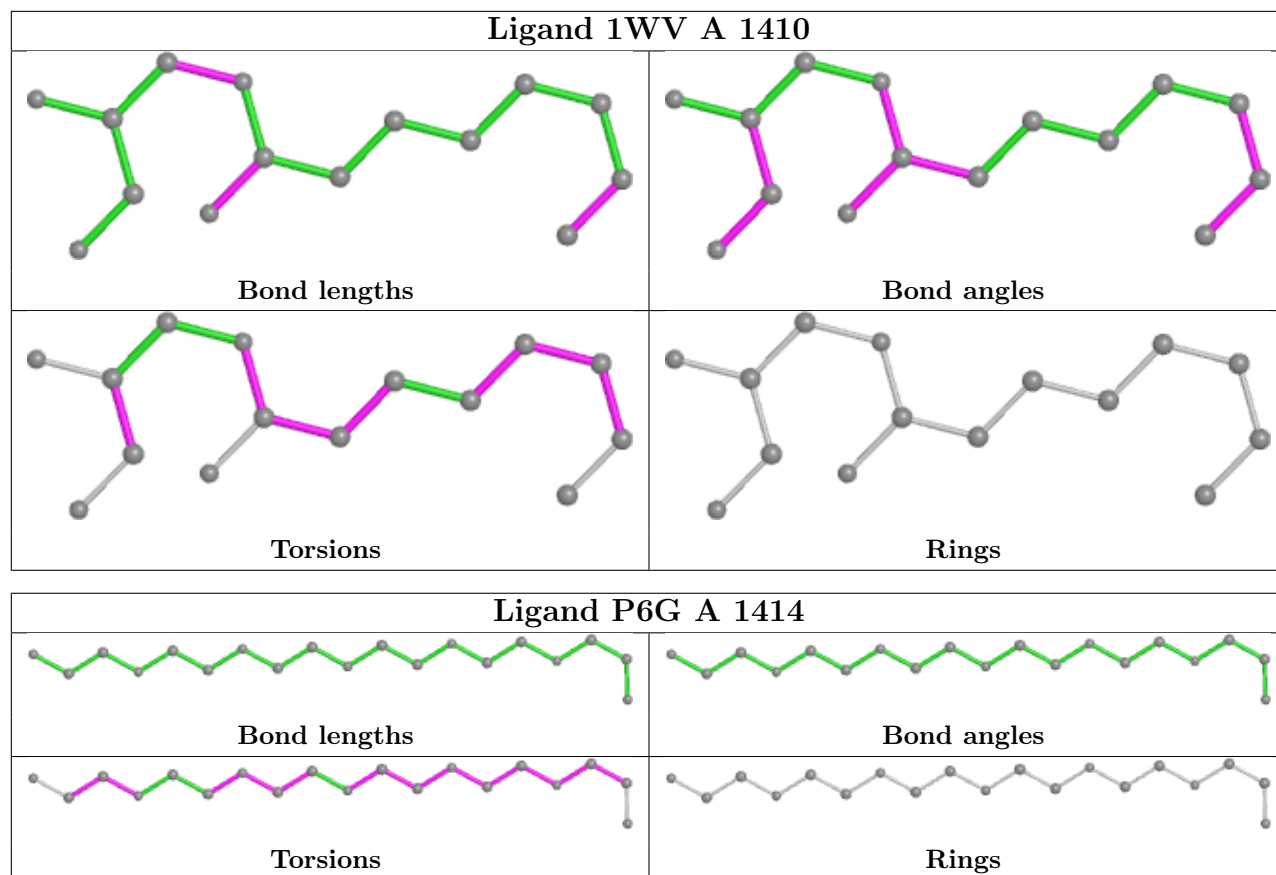 Ligand 1WV A 1410
Bond lengths
Bond angles
Torsions
Rings
Ligand P6G A 1414
Bond lengths
Bond angles
Torsions
Rings